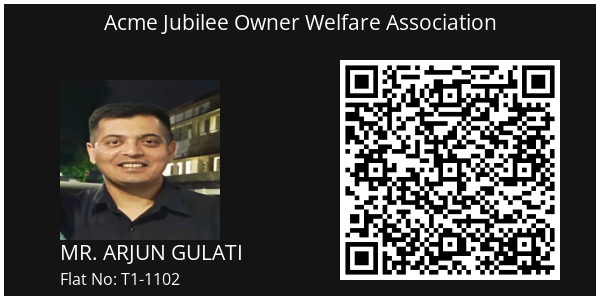 Acme Jubilee Owner Welfare Association
MR. ARJUN GULATI
Flat No: T1-1102